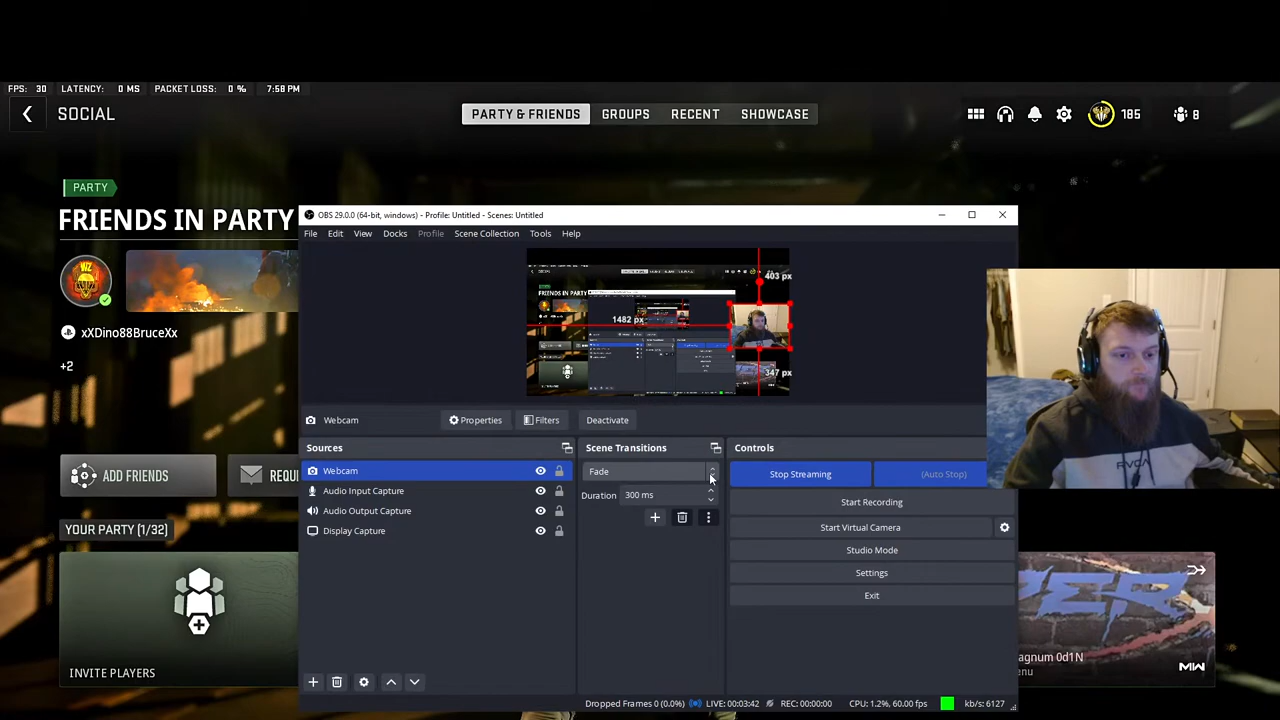 FPS: 30 LATENCY: 0 MS PACKET LOSS: 0 % 7:58 PM
SOCIAL
PARTY & FRIENDS GROUPS RECENT SHOWCASE
185
8
PARTY
FRIENDS IN PARTY
xXDino88BruceXx
+2
ADD FRIENDS
REQU
YOUR PARTY (1/32)
INVITE PLAYERS
OBS 29.0.0 (64-bit, windows) - Profile: Untitled - Scenes: Untitled
File Edit View Docks Profile Scene Collection Tools Help
403 px
FRIENDS IN PARTY
1482 px
347 px
Webcam Properties Filters Deactivate
Sources
Webcam
Audio Input Capture
Audio Output Capture
Display Capture
Scene Transitions
Fade
Duration 300 ms
Controls
Stop Streaming (Auto Stop)
Start Recording
Start Virtual Camera
Studio Mode
Settings
Exit
Dropped Frames 0 (0.0%) LIVE: 00:03:42 REC: 00:00:00 CPU: 1.2%, 60.00 fps kb/s: 6127
RVCA
agnum 0d1N
enu
MW